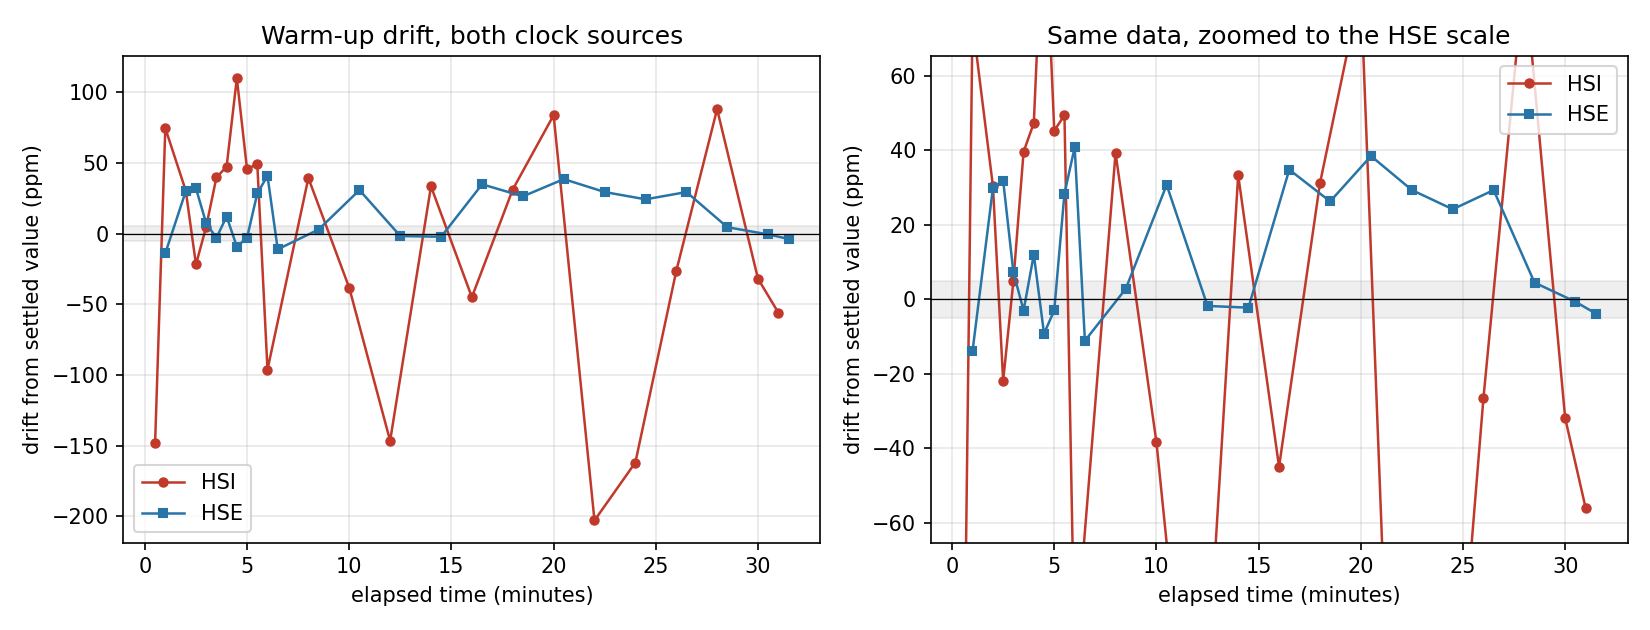 Warm-up drift, both clock sources
drift from settled value (ppm)
100
50
0
−50
−100
−150
−200
HSI
HSE
0 5 10 15 20 25 30
elapsed time (minutes)
Same data, zoomed to the HSE scale
drift from settled value (ppm)
60
40
20
0
−20
−40
−60
HSI
HSE
0 5 10 15 20 25 30
elapsed time (minutes)